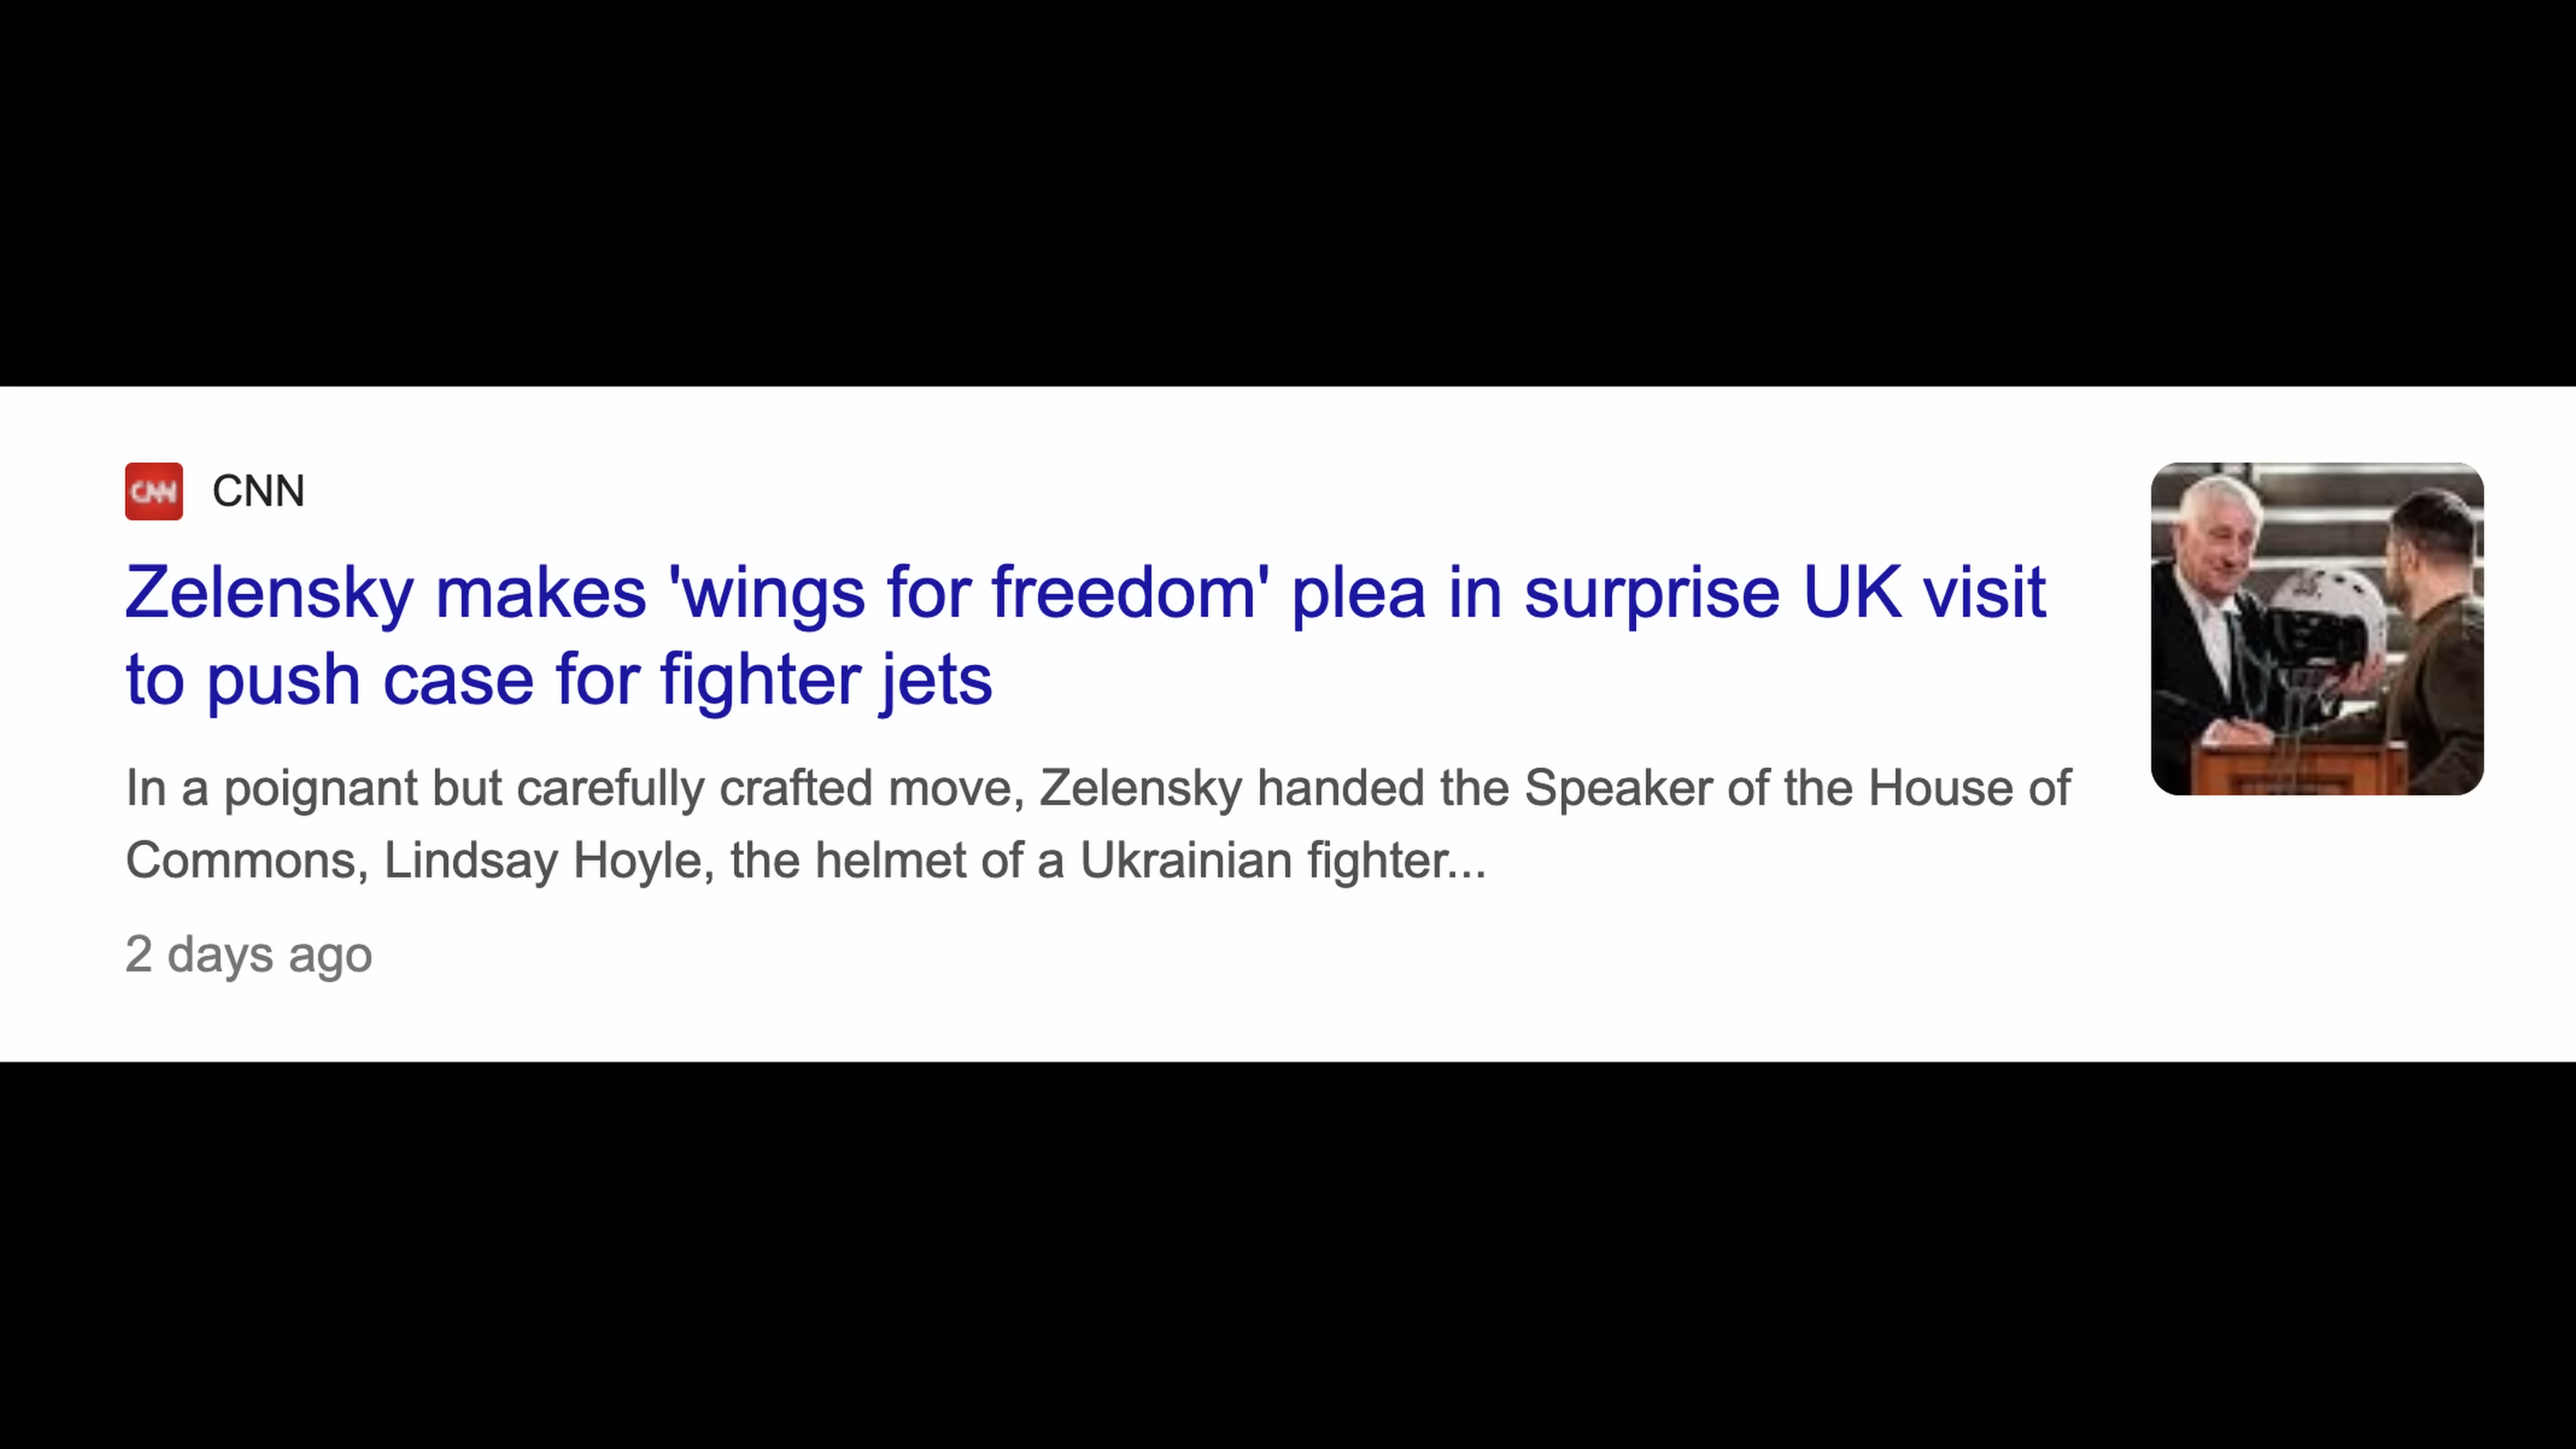 CNN CNN
Zelensky makes 'wings for freedom' plea in surprise UK visit
to push case for fighter jets
In a poignant but carefully crafted move, Zelensky handed the Speaker of the House of
Commons, Lindsay Hoyle, the helmet of a Ukrainian fighter...
2 days ago